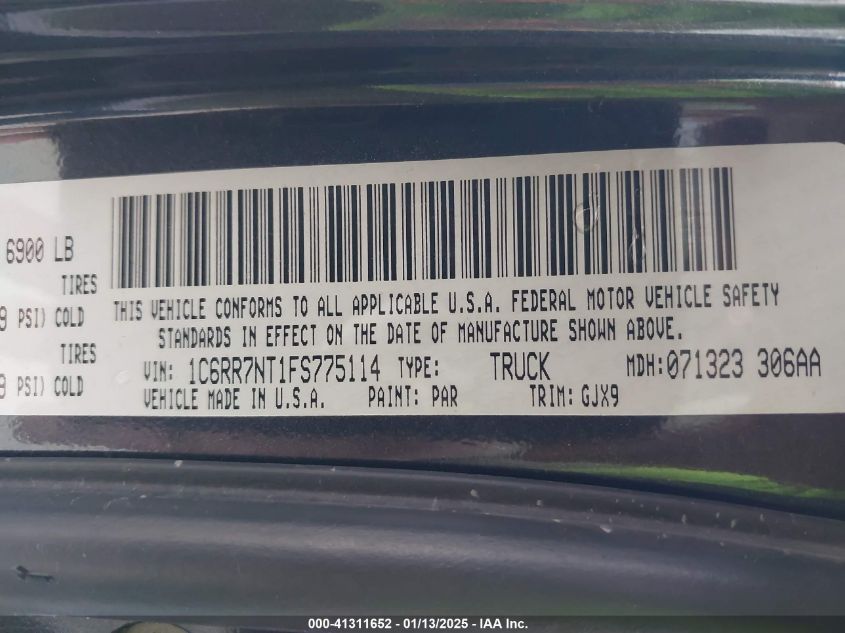 6900 LB
TIRES
9 PSI) COLD
TIRES
9 PSI) COLD
THIS VEHICLE CONFORMS TO ALL APPLICABLE U.S.A. FEDERAL MOTOR VEHICLE SAFETY
STANDARDS IN EFFECT ON THE DATE OF MANUFACTURE SHOWN ABOVE.
VIN: 1C6RR7NT1FS775114 TYPE: TRUCK MDH:071323 306AA
VEHICLE MADE IN U.S.A. PAINT: PAR TRIM: GJX9
000-41311652 / 01/13/2025 - IAA Inc.